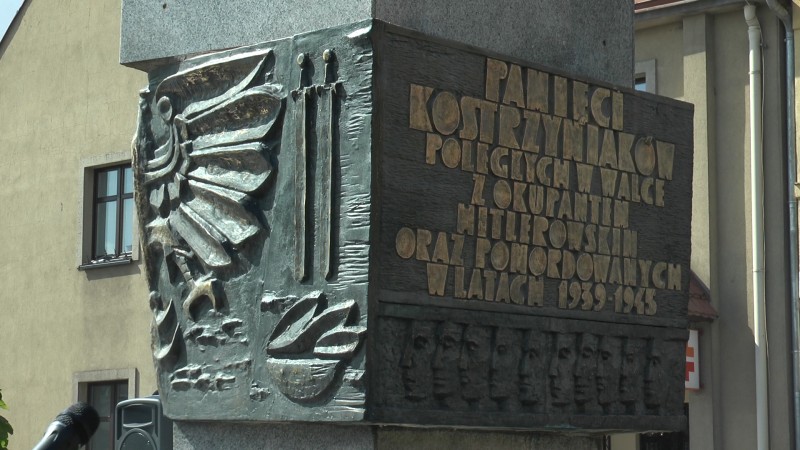 PAMIĘCI
KOSTRZYNIAKÓW
POLEGŁYCH W WALCE
Z OKUPANTEM
HITLEROWSKIM
ORAZ POMORDOWANYCH
W LATACH 1939-1945